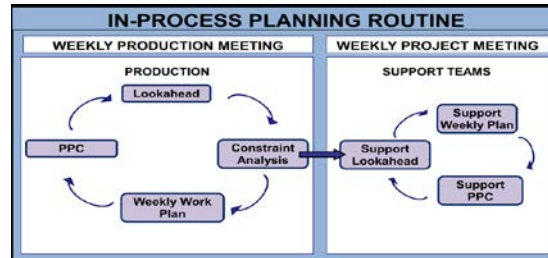 IN-PROCESS PLANNING ROUTINE
WEEKLY PRODUCTION MEETING
PRODUCTION
Lookahead
PPC
Constraint
Analysis
Weekly Work
Plan
WEEKLY PROJECT MEETING
SUPPORT TEAMS
Support
Weekly Plan
Support
Lookahead
Support
PPC